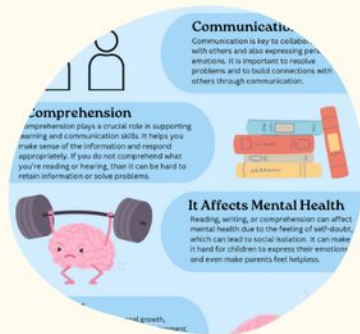 Communication
Communication is key to
with others and also expressing
emotions. It is important to resolve
problems and to build connections with
others through communication.
Comprehension
comprehension plays a crucial role in supporting
learning and communication skills. It helps you
make sense of the information and respond
appropriately. If you do not comprehend what
you're reading or hearing, than it can be hard to
retain information or solve problems.
It Affects Mental Health
Reading, writing, or comprehension can affect
mental health due to the feeling of self-doubt,
which can lead to social isolation. It can make
it hard for children to express their emotions
and even make parents feel helpless.
growth,